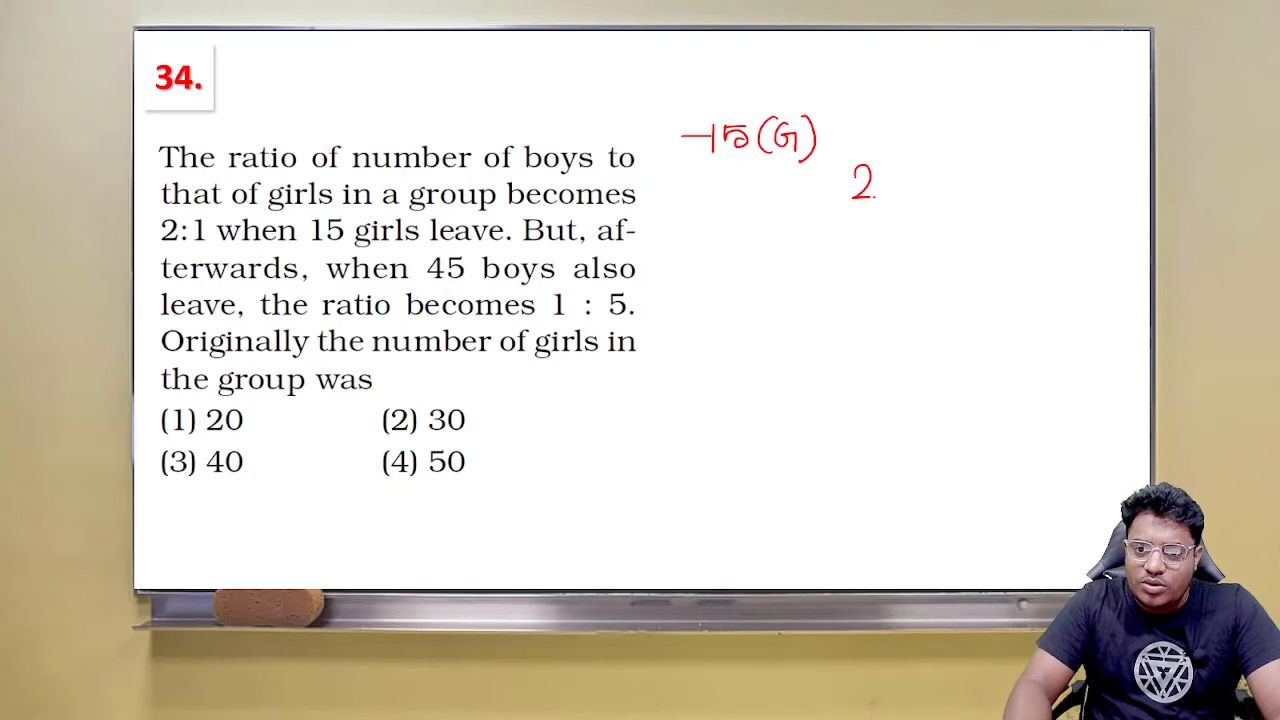 34.
The ratio of number of boys to
that of girls in a group becomes
2:1 when 15 girls leave. But, af-
terwards, when 45 boys also
leave, the ratio becomes 1 : 5.
Originally the number of girls in
the group was
(1) 20 (2) 30
(3) 40 (4) 50
-15(G)
2